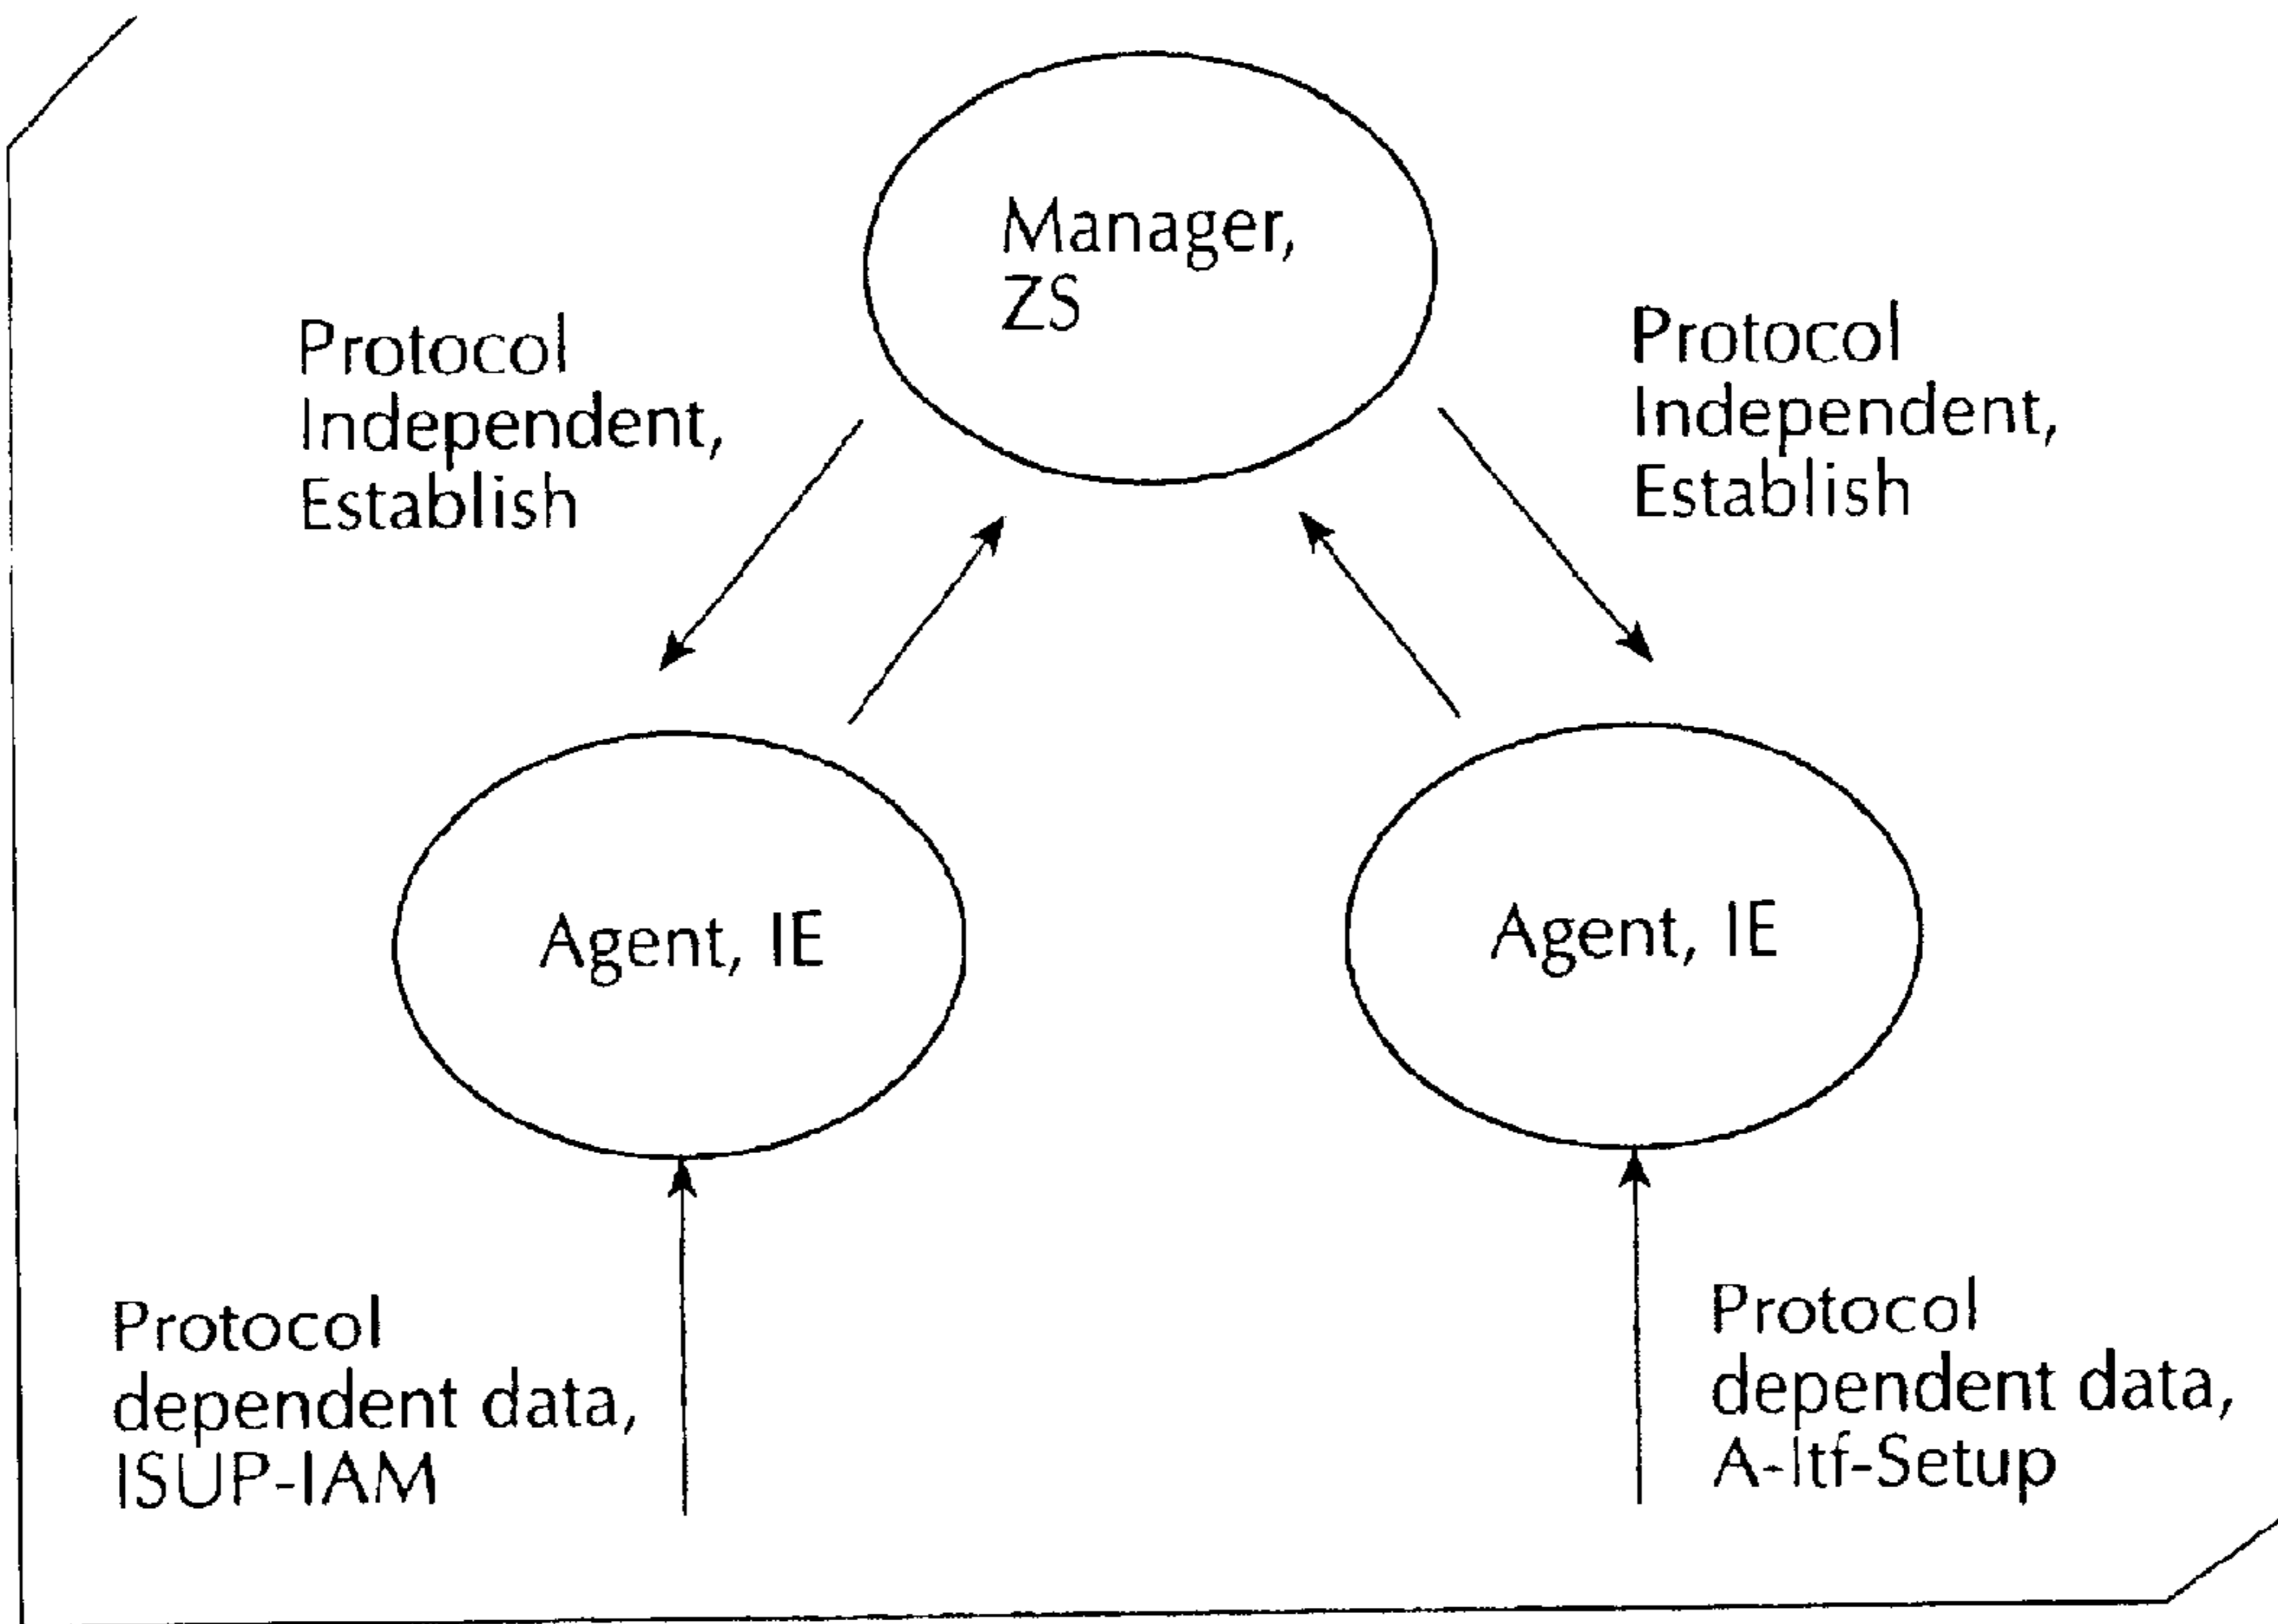 Manager,
ZS
Protocol
Independent,
Establish
Protocol
Independent,
Establish
Agent, IE
Agent, IE
Protocol
dependent data,
ISUP-IAM
Protocol
dependent data,
A-Itf-Setup